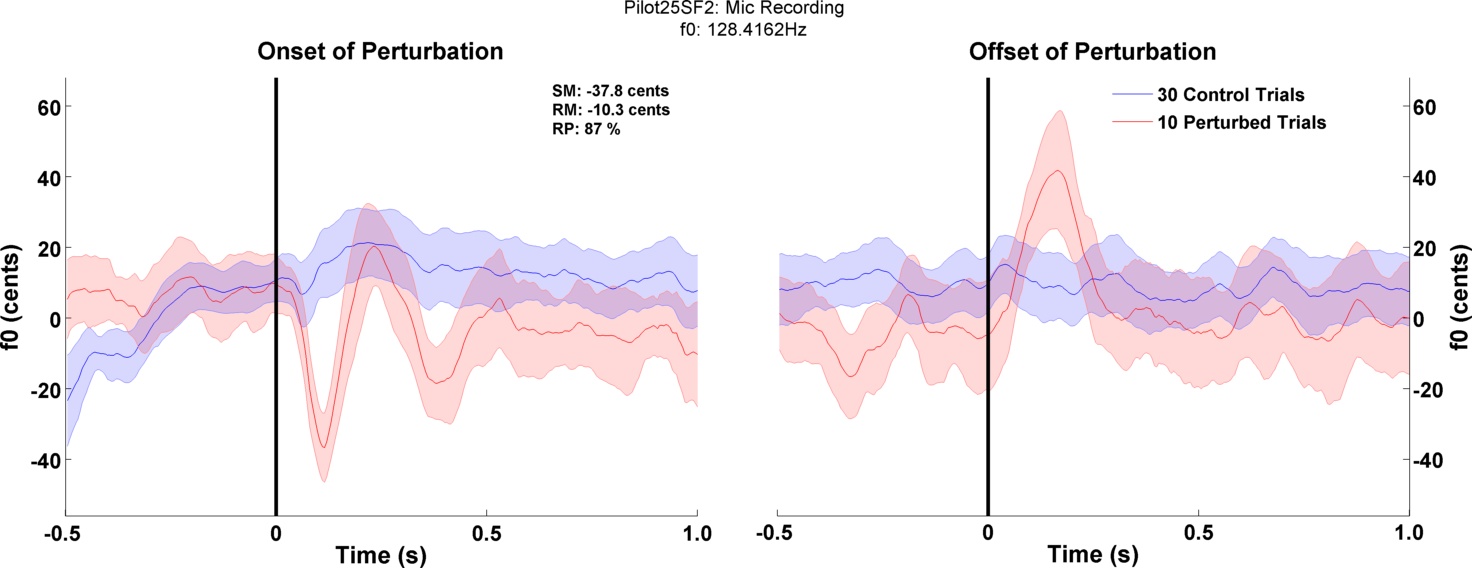 Pilot25SF2: Mic Recording
f0: 128.4162Hz
Onset of Perturbation
SM: -37.8 cents
RM: -10.3 cents
RP: 87 %
f0 (cents)
60
40
20
0
-20
-40
-0.5 0 0.5 1.0
Time (s)
Offset of Perturbation
30 Control Trials
10 Perturbed Trials
60
40
20
0
-20
-40
f0 (cents)
-0.5 0 0.5 1.0
Time (s)